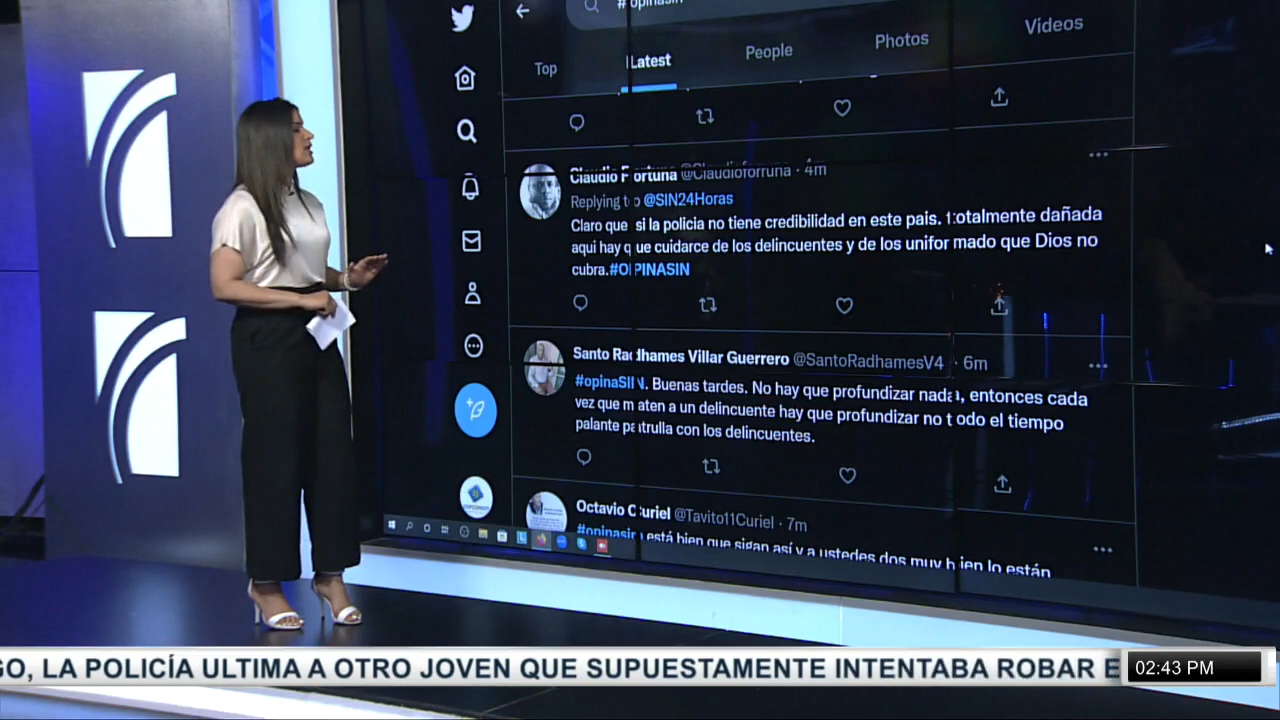 #opinasin
Top Latest People Photos Videos
Claudio Fortuna @Claudioforruna · 4m
Replying to @SIN24Horas
Claro que si la policia no tiene credibilidad en este pais. totalmente dañada
aqui hay que cuidarce de los delincuentes y de los uniformado que Dios no
cubra.#OPINASIN
Santo Radhames Villar Guerrero @SantoRadhamesV4 · 6m
#opinaSIN. Buenas tardes. No hay que profundizar nada, entonces cada
vez que maten a un delincuente hay que profundizar no todo el tiempo
palante patrulla con los delincuentes.
Octavio Curiel @Tavito11Curiel · 7m
#opinasin está bien que sigan así y a ustedes dos muy bien lo están
GO, LA POLICÍA ULTIMA A OTRO JOVEN QUE SUPUESTAMENTE INTENTABA ROBAR E
02:43 PM